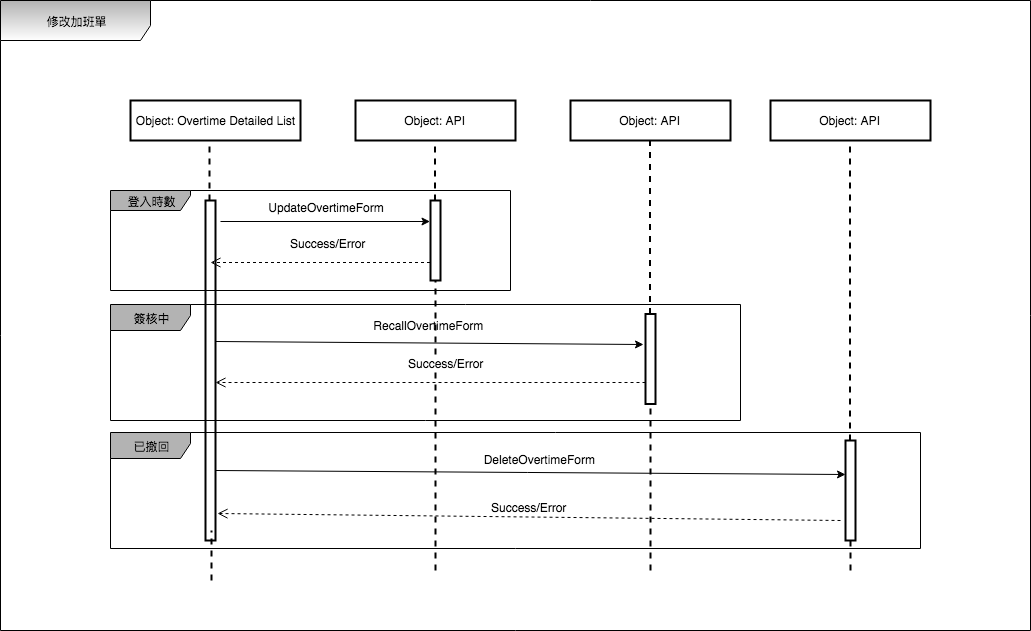 修改加班單
Object: Overtime Detailed List
Object: API
Object: API
Object: API
登入時數
UpdateOvertimeForm
Success/Error
簽核中
RecallOvertimeForm
Success/Error
已撤回
DeleteOvertimeForm
Success/Error